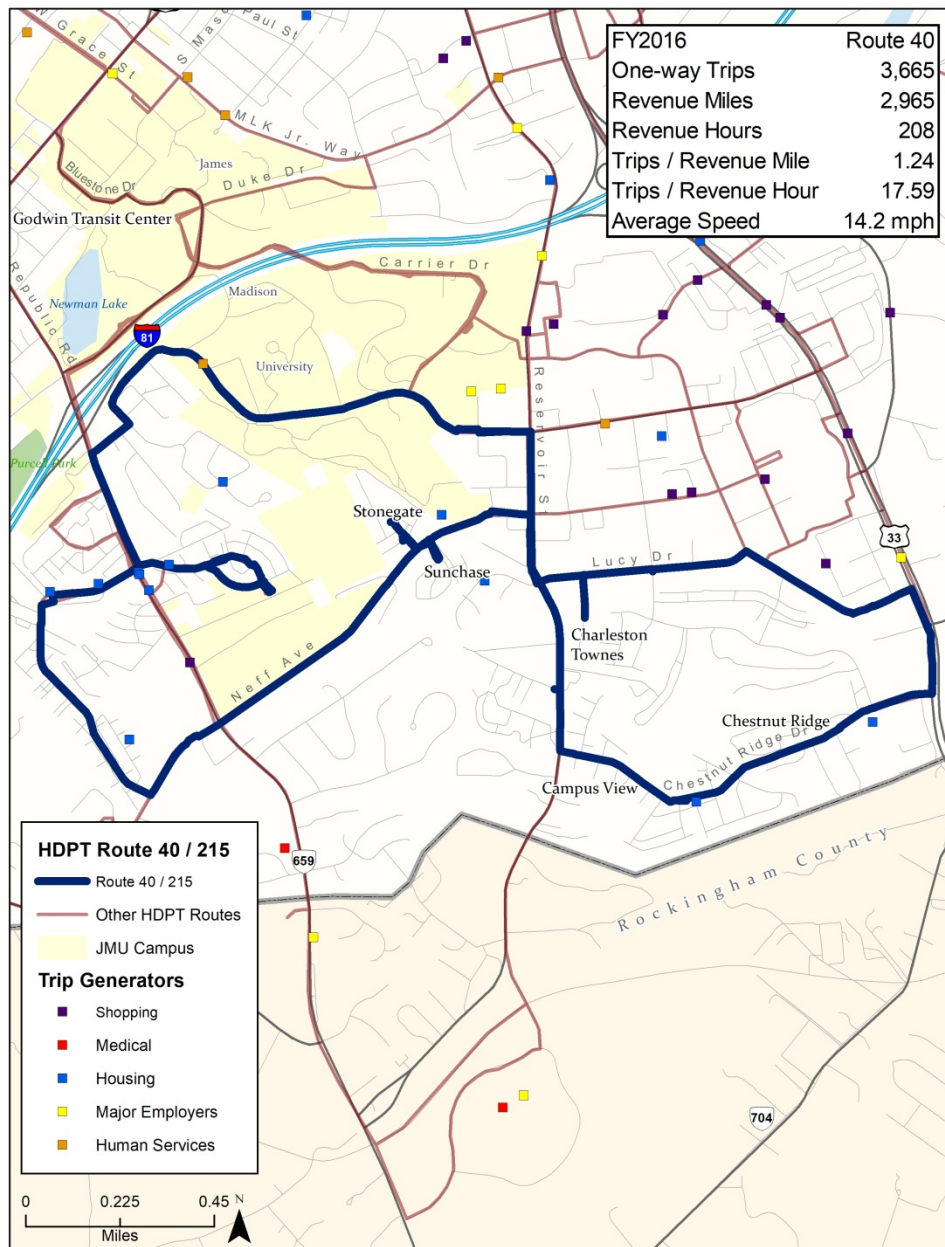 W Grace St
S Mason
Paul St
FY2016 Route 40
One-way Trips 3,665
Revenue Miles 2,965
Revenue Hours 208
Trips / Revenue Mile 1.24
Trips / Revenue Hour 17.59
Average Speed 14.2 mph
MLK Jr. Way
James
Bluestone Dr
Duke Dr
Godwin Transit Center
Carrier Dr
Republic Rd
Madison
Newman Lake
81
University
Reservoir St
Purcell Park
Stonegate
33
Lucy Dr
Sunchase
Charleston
Townes
Neff Ave
Chestnut Ridge
Chestnut Ridge Dr
Campus View
HDPT Route 40 / 215
Route 40 / 215
Other HDPT Routes
JMU Campus
Trip Generators
Shopping
Medical
Housing
Major Employers
Human Services
659
Rockingham County
704
0 0.225 0.45
Miles
N